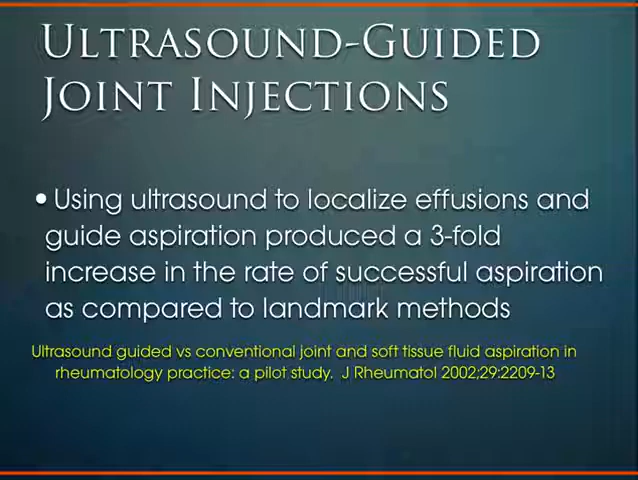 Ultrasound-Guided
Joint Injections
• Using ultrasound to localize effusions and
guide aspiration produced a 3-fold
increase in the rate of successful aspiration
as compared to landmark methods
Ultrasound guided vs conventional joint and soft tissue fluid aspiration in
rheumatology practice: a pilot study. J Rheumatol 2002;29:2209-13